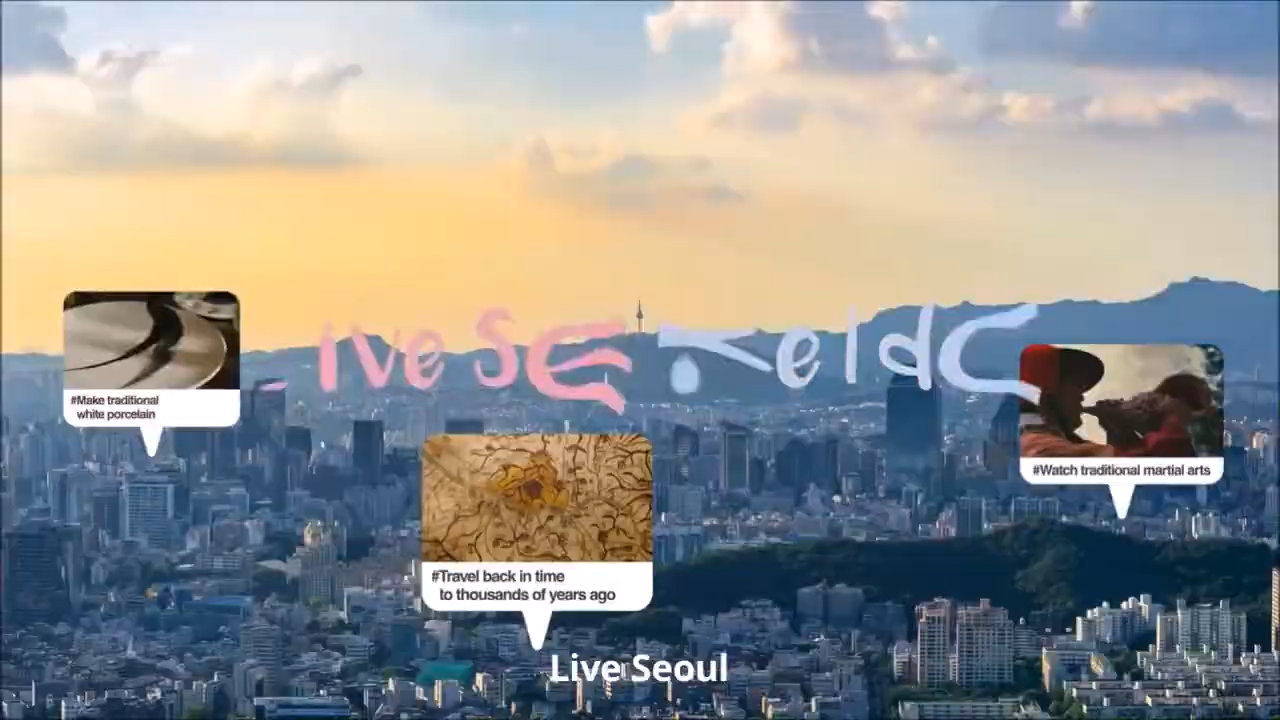 #Make traditional
white porcelain
#Watch traditional martial arts
#Travel back in time
to thousands of years ago
Live Seoul